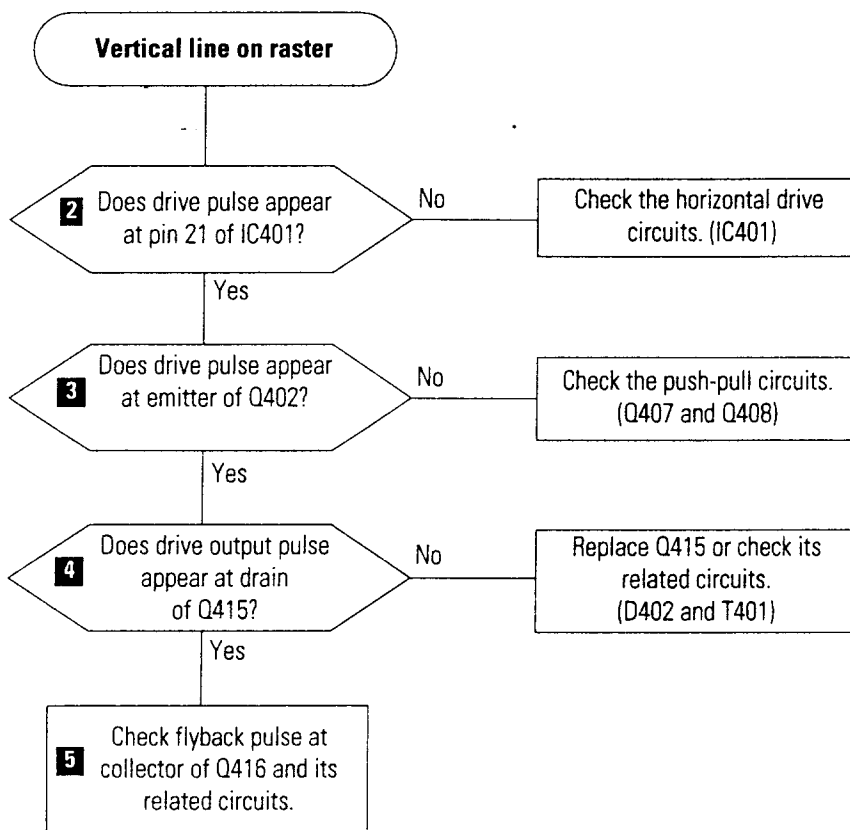 Vertical line on raster
2
Does drive pulse appear
at pin 21 of IC401?
No
Check the horizontal drive
circuits. (IC401)
Yes
3
Does drive pulse appear
at emitter of Q402?
No
Check the push-pull circuits.
(Q407 and Q408)
Yes
4
Does drive output pulse
appear at drain
of Q415?
No
Replace Q415 or check its
related circuits.
(D402 and T401)
Yes
5
Check flyback pulse at
collector of Q416 and its
related circuits.